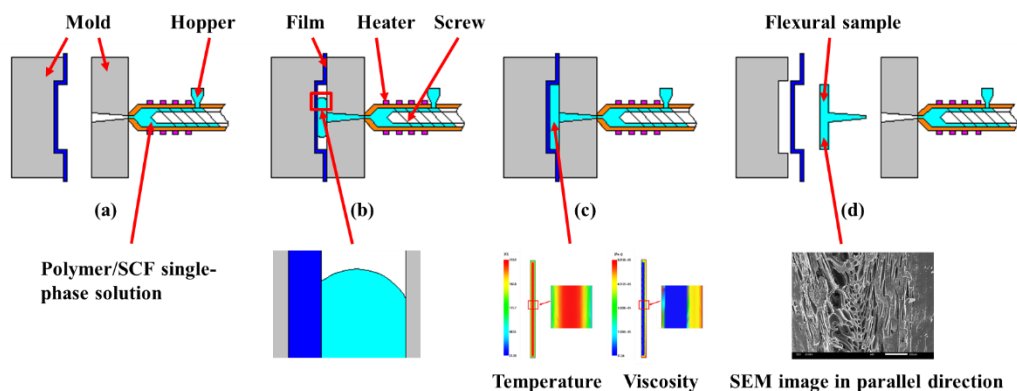 Mold
Hopper
Film
Heater
Screw
Flexural sample
(a)
(b)
(c)
(d)
Polymer/SCF single-
phase solution
Temperature
Viscosity
SEM image in parallel direction